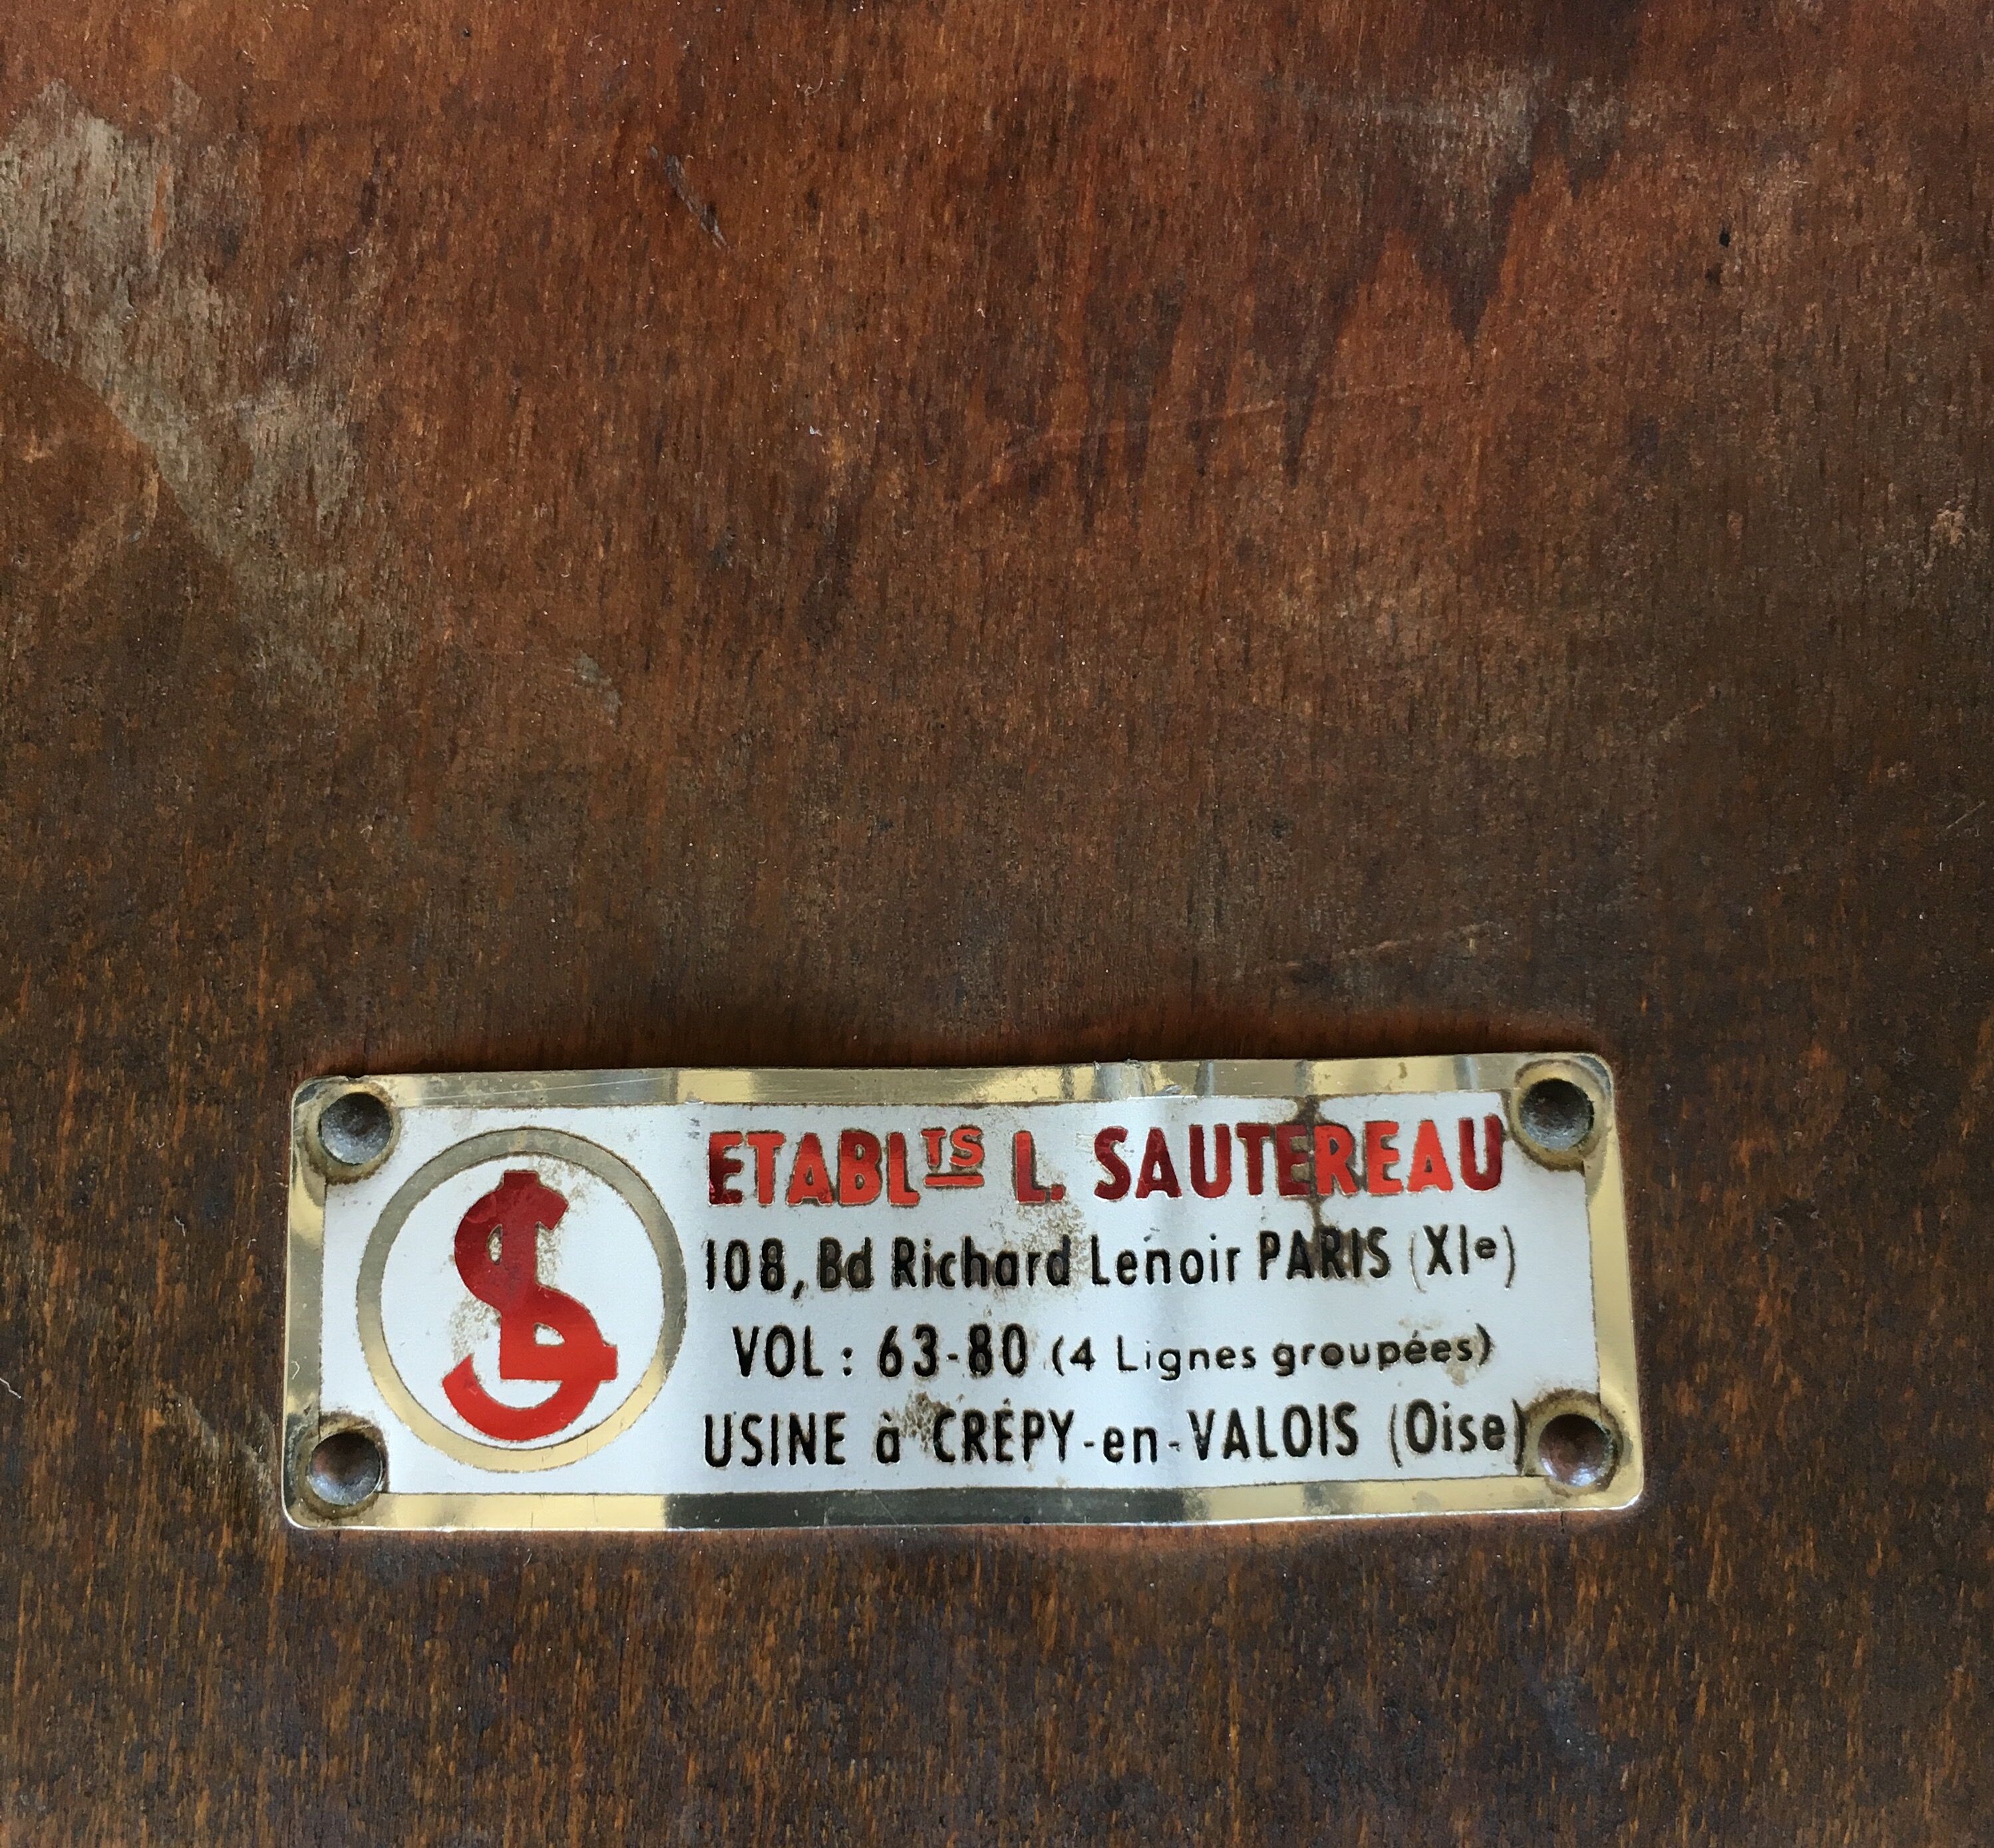 ETABLTS L. SAUTEREAU
108, Bd Richard Lenoir PARIS (XIe)
VOL : 63-80 (4 Lignes groupées)
USINE à CRÉPY-en-VALOIS (Oise)